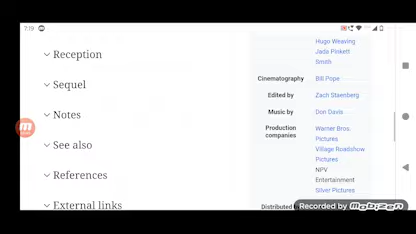 7:19
Reception
Sequel
Notes
See also
References
External links
Hugo Weaving
Jada Pinkett
Smith
Cinematography Bill Pope
Edited by Zach Staenberg
Music by Don Davis
Production companies Warner Bros.
Pictures
Village Roadshow
Pictures
NPV
Entertainment
Silver Pictures
Distributed
Recorded by Mobizen